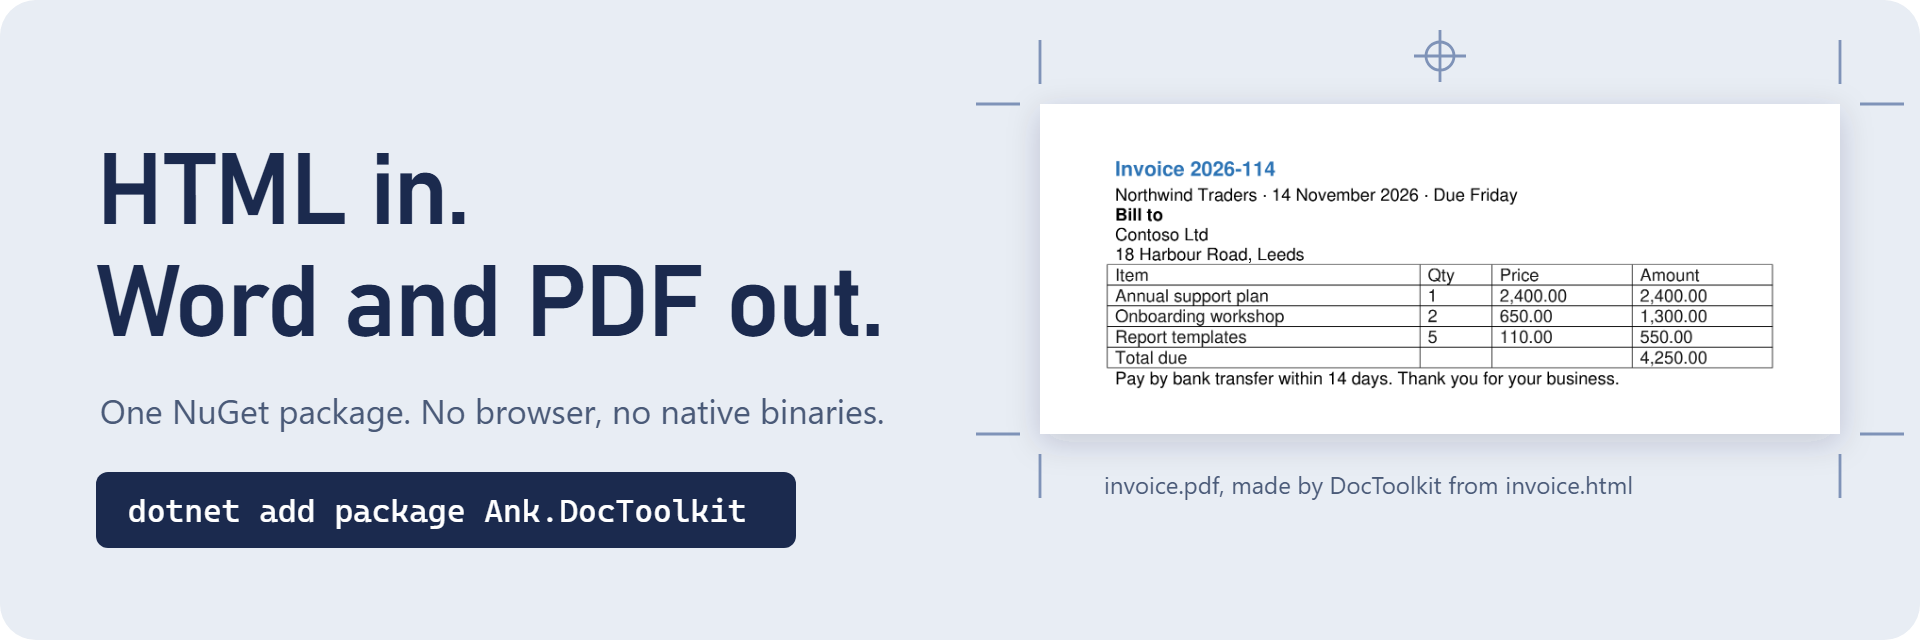 HTML in.
Word and PDF out.
One NuGet package. No browser, no native binaries.
dotnet add package Ank.DocToolkit
Invoice 2026-114
Northwind Traders · 14 November 2026 · Due Friday
Bill to
Contoso Ltd
18 Harbour Road, Leeds
Item Qty Price Amount
Annual support plan 1 2,400.00 2,400.00
Onboarding workshop 2 650.00 1,300.00
Report templates 5 110.00 550.00
Total due 4,250.00
Pay by bank transfer within 14 days. Thank you for your business.
invoice.pdf, made by DocToolkit from invoice.html